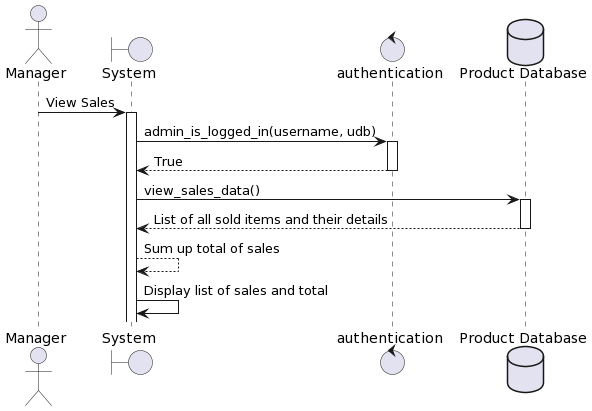 Manager
System
authentication
Product Database
View Sales
admin_is_logged_in(username, udb)
True
view_sales_data()
List of all sold items and their details
Sum up total of sales
Display list of sales and total
Manager
System
authentication
Product Database